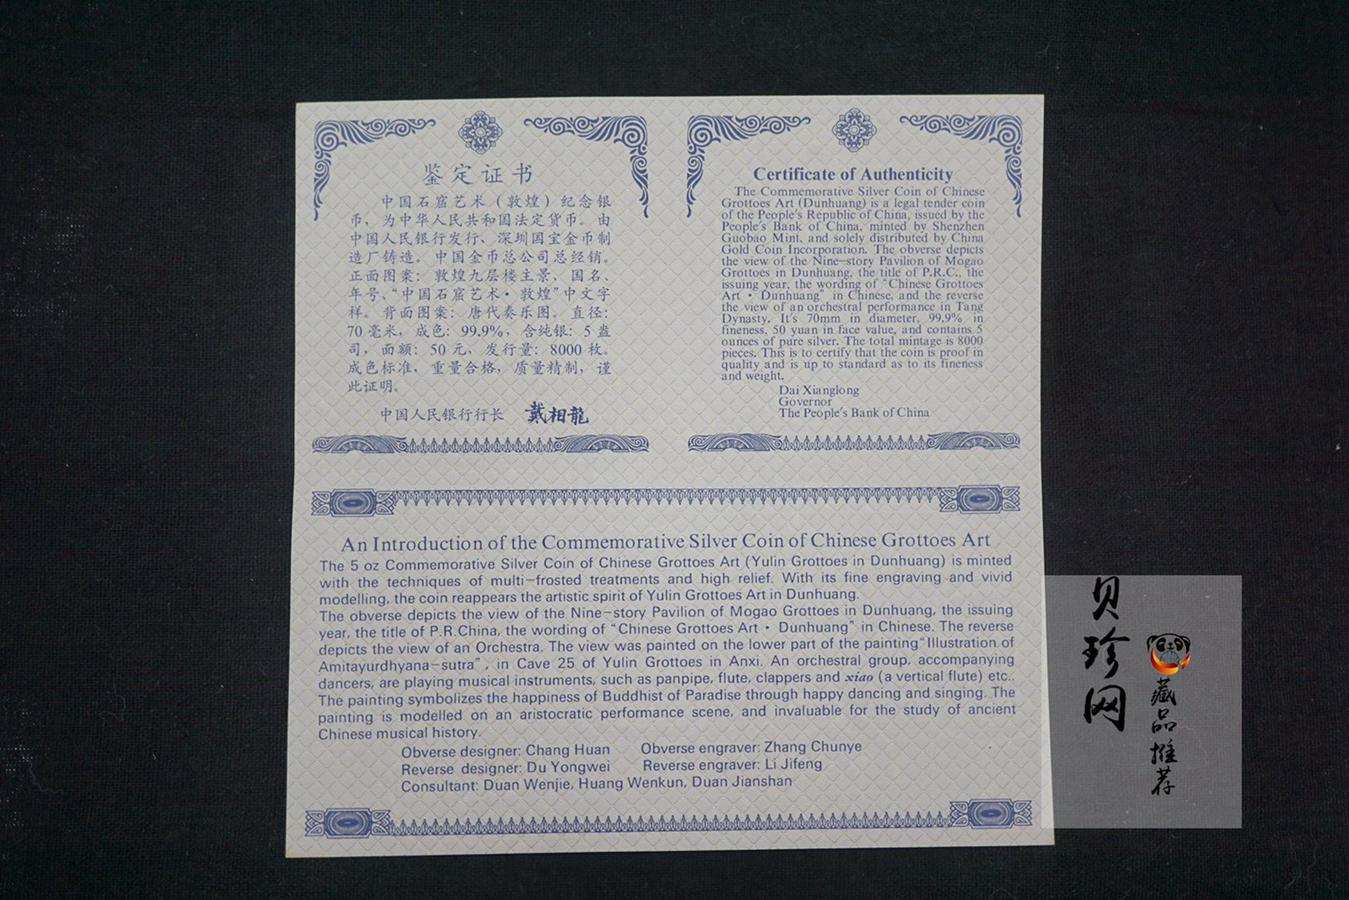 鉴定证书
中国石窟艺术（敦煌）纪念银
币，为中华人民共和国法定货币。由
中国人民银行发行、深圳国宝金币制
造厂铸造。中国金币总公司总经销。
正面图案：敦煌九层楼主景、国名、
年号、“中国石窟艺术·敦煌”中文字
样。背面图案：唐代奏乐图。直径：
70毫米，成色：99.9%，含纯银：5盎
司，面额：50元，发行量：8000枚。
成色标准，重量合格，质量精制，谨
此证明。
中国人民银行行长 戴相龍
Certificate of Authenticity
The Commemorative Silver Coin of Chinese
Grottoes Art (Dunhuang) is a legal tender coin
of the People's Republic of China, issued by the
People's Bank of China, minted by Shenzhen
Guobao Mint, and solely distributed by China
Gold Coin Incorporation. The obverse depicts
the view of the Nine-story Pavilion of Mogao
Grottoes in Dunhuang, the title of P.R.C., the
issuing year, the wording of "Chinese Grottoes
Art · Dunhuang" in Chinese, and the reverse
the view of an orchestral performance in Tang
Dynasty. It's 70mm in diameter, 99.9% in
fineness, 50 yuan in face value, and contains 5
ounces of pure silver. The total mintage is 8000
pieces. This is to certify that the coin is proof in
quality and is up to standard as to its fineness
and weight.
Dai Xianglong
Governor
The People's Bank of China
An Introduction of the Commemorative Silver Coin of Chinese Grottoes Art
The 5 oz Commemorative Silver Coin of Chinese Grottoes Art (Yulin Grottoes in Dunhuang) is minted
with the techniques of multi-frosted treatments and high relief. With its fine engraving and vivid
modelling, the coin reappears the artistic spirit of Yulin Grottoes Art in Dunhuang.
The obverse depicts the view of the Nine-story Pavilion of Mogao Grottoes in Dunhuang, the issuing
year, the title of P.R.China, the wording of "Chinese Grottoes Art · Dunhuang" in Chinese. The reverse
depicts the view of an Orchestra. The view was painted on the lower part of the painting "Illustration of
Amitayurdhyana-sutra", in Cave 25 of Yulin Grottoes in Anxi. An orchestral group, accompanying
dancers, are playing musical instruments, such as panpipe, flute, clappers and xiao (a vertical flute) etc..
The painting symbolizes the happiness of Buddhist of Paradise through happy dancing and singing. The
painting is modelled on an aristocratic performance scene, and invaluable for the study of ancient
Chinese musical history.
Obverse designer: Chang Huan Obverse engraver: Zhang Chunye
Reverse designer: Du Yongwei Reverse engraver: Li Jifeng
Consultant: Duan Wenjie, Huang Wenkun, Duan Jianshan
贝珍网
藏品推荐